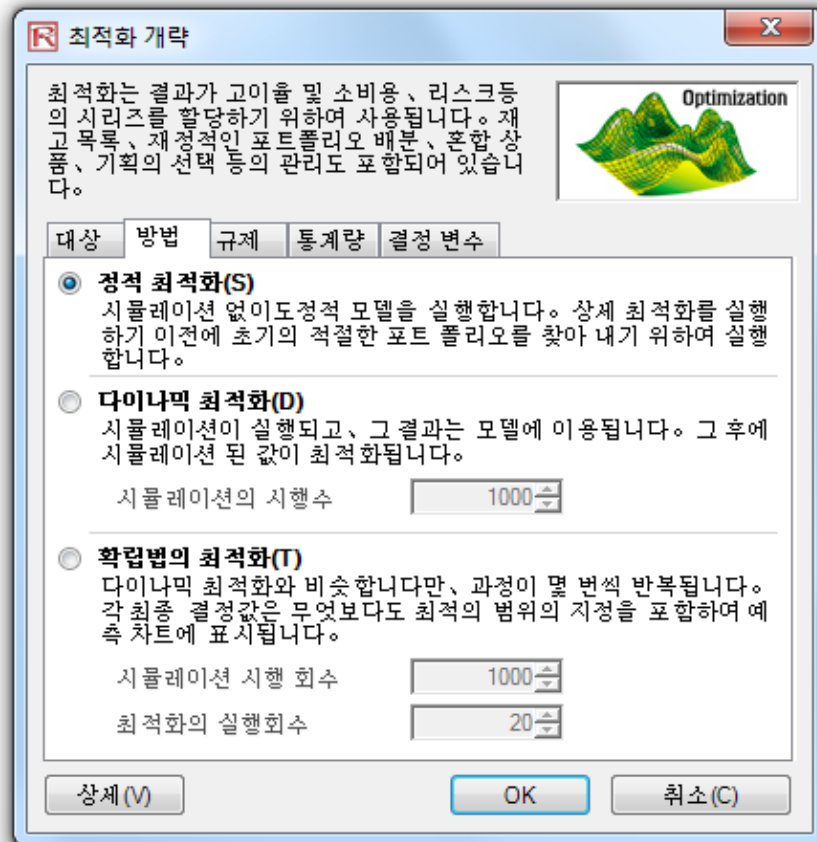 최적화 개략
최적화는 결과가 고이율 및 소비용、리스크등
의 시리즈를 할당하기 위하여 사용됩니다。재
고 목록、재정적인 포트폴리오 배분、혼합 상
품、기획의 선택 등의 관리도 포함되어 있습니
다。
Optimization
대상 방법 규제 통계량 결정 변수
정적 최적화(S)
시뮬레이션 없이도정적 모델을 실행합니다。상세 최적화를 실행
하기 이전에 초기의 적절한 포트 폴리오를 찾아 내기 위하여 실행
합니다。
다이나믹 최적화(D)
시뮬레이션이 실행되고、그 결과는 모델에 이용됩니다。그 후에
시뮬레이션 된 값이 최적화됩니다。
시뮬레이션의 시행수 1000
확립법의 최적화(T)
다이나믹 최적화와 비슷합니다만、과정이 몇 번씩 반복됩니다。
각 최종 결정값은 무엇보다도 최적의 범위의 지정을 포함하여 예
측 차트에 표시됩니다。
시뮬레이션 시행 회수 1000
최적화의 실행회수 20
상세(V) OK 취소(C)